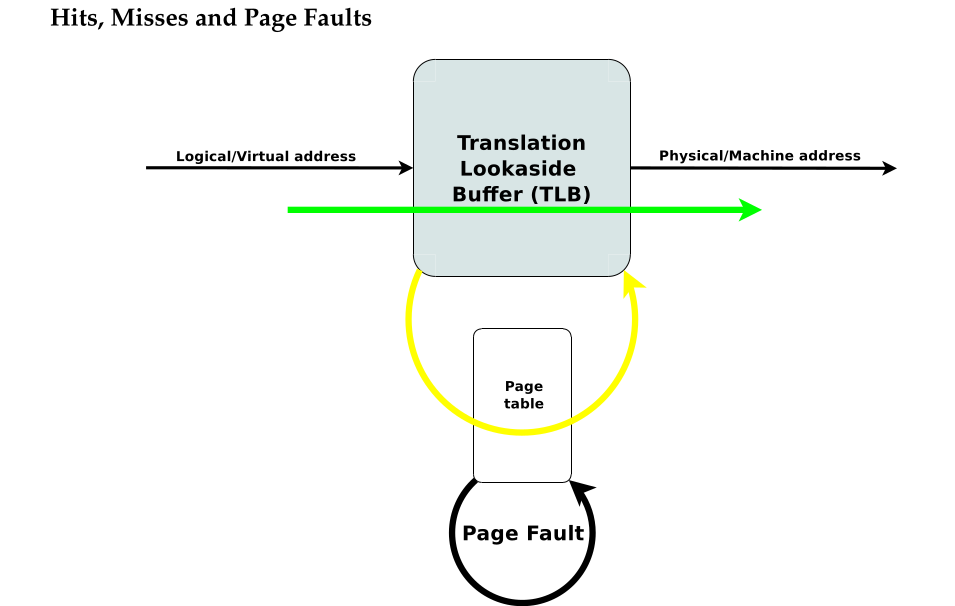 Hits, Misses and Page Faults
Logical/Virtual address
Translation
Lookaside
Buffer (TLB)
Physical/Machine address
Page
table
Page Fault